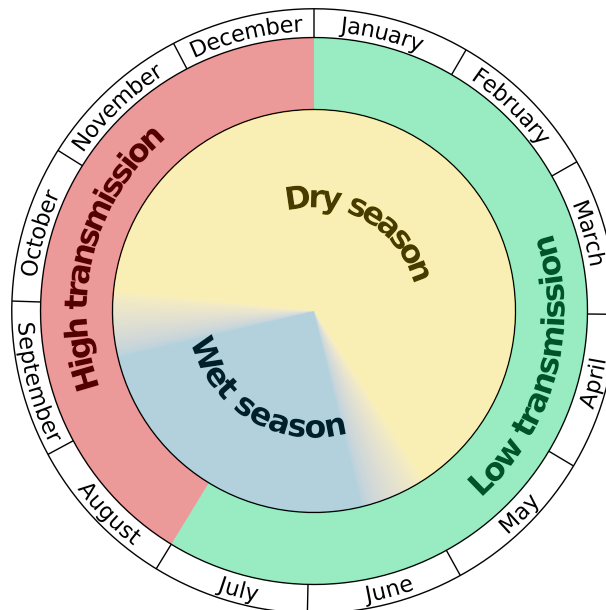 January
February
March
April
May
June
July
August
September
October
November
December
High transmission
Low transmission
Dry season
Wet season